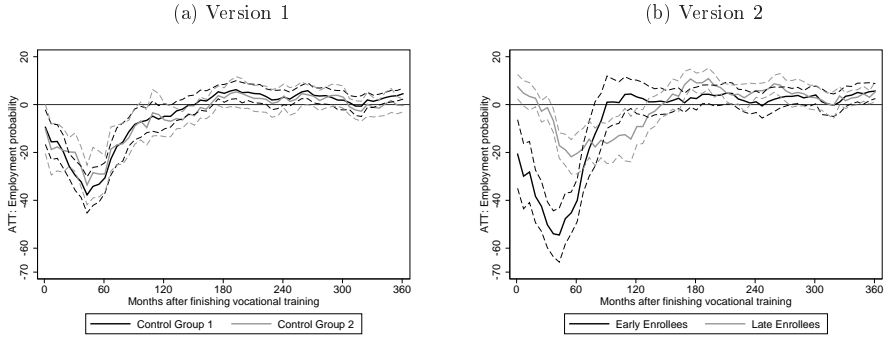 (a) Version 1
ATT: Employment probability
20
0
-20
-40
-60
-70
0
60
120
180
240
300
360
Months after finishing vocational training
Control Group 1
Control Group 2
(b) Version 2
ATT: Employment probability
20
0
-20
-40
-60
-70
0
60
120
180
240
300
360
Months after finishing vocational training
Early Enrollees
Late Enrollees